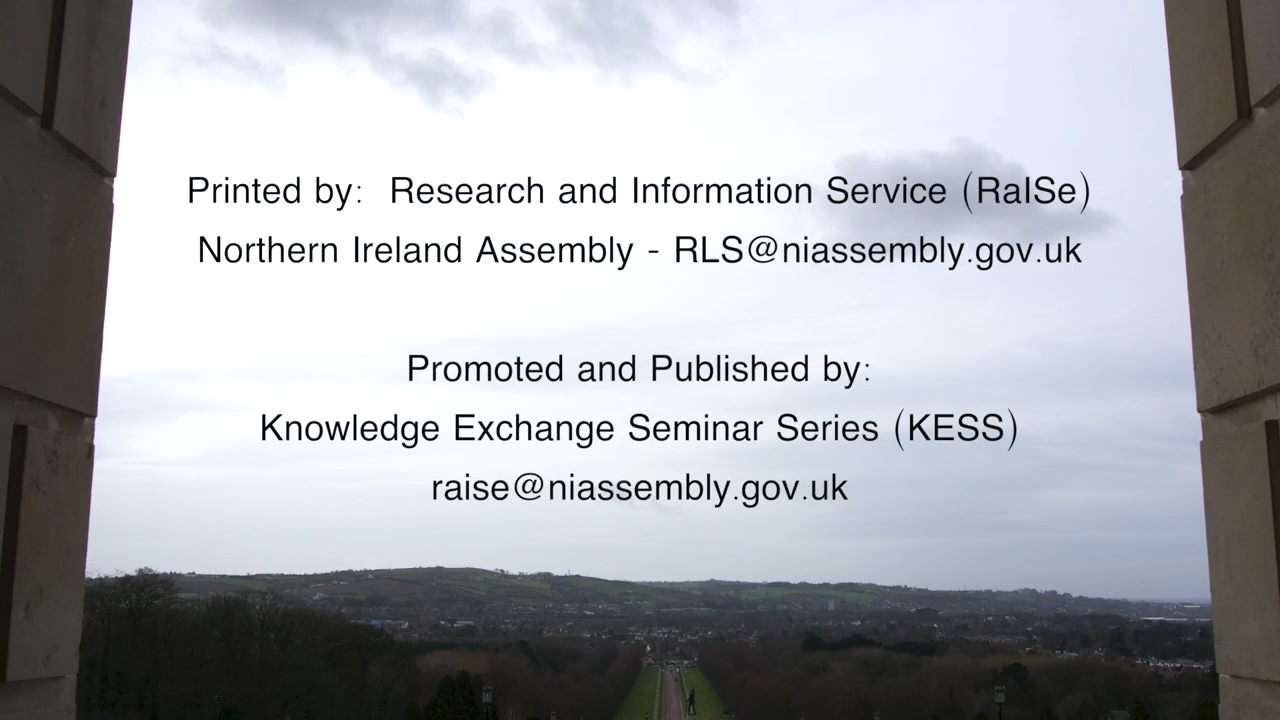 Printed by:  Research and Information Service (RaISe)
Northern Ireland Assembly - RLS@niassembly.gov.uk
Promoted and Published by:
Knowledge Exchange Seminar Series (KESS)
raise@niassembly.gov.uk